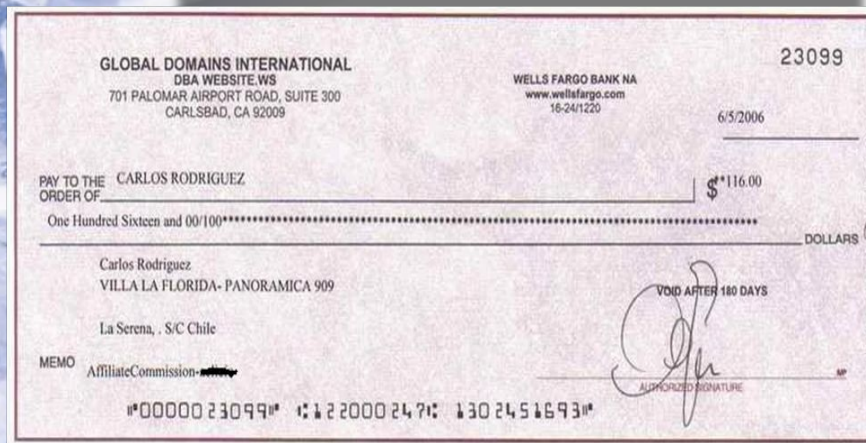 GLOBAL DOMAINS INTERNATIONAL
DBA WEBSITE.WS
701 PALOMAR AIRPORT ROAD, SUITE 300
CARLSBAD, CA 92009
WELLS FARGO BANK NA
www.wellsfargo.com
16-24/1220
23099
6/5/2006
PAY TO THE ORDER OF CARLOS RODRIGUEZ $**116.00
One Hundred Sixteen and 00/100************************************************************ DOLLARS
Carlos Rodriguez
VILLA LA FLORIDA- PANORAMICA 909
La Serena, . S/C Chile
VOID AFTER 180 DAYS
MEMO AffiliateCommission-
AUTHORIZED SIGNATURE
MP
⑈0000023099⑈ ⑆122000247⑆ 1302451693⑈